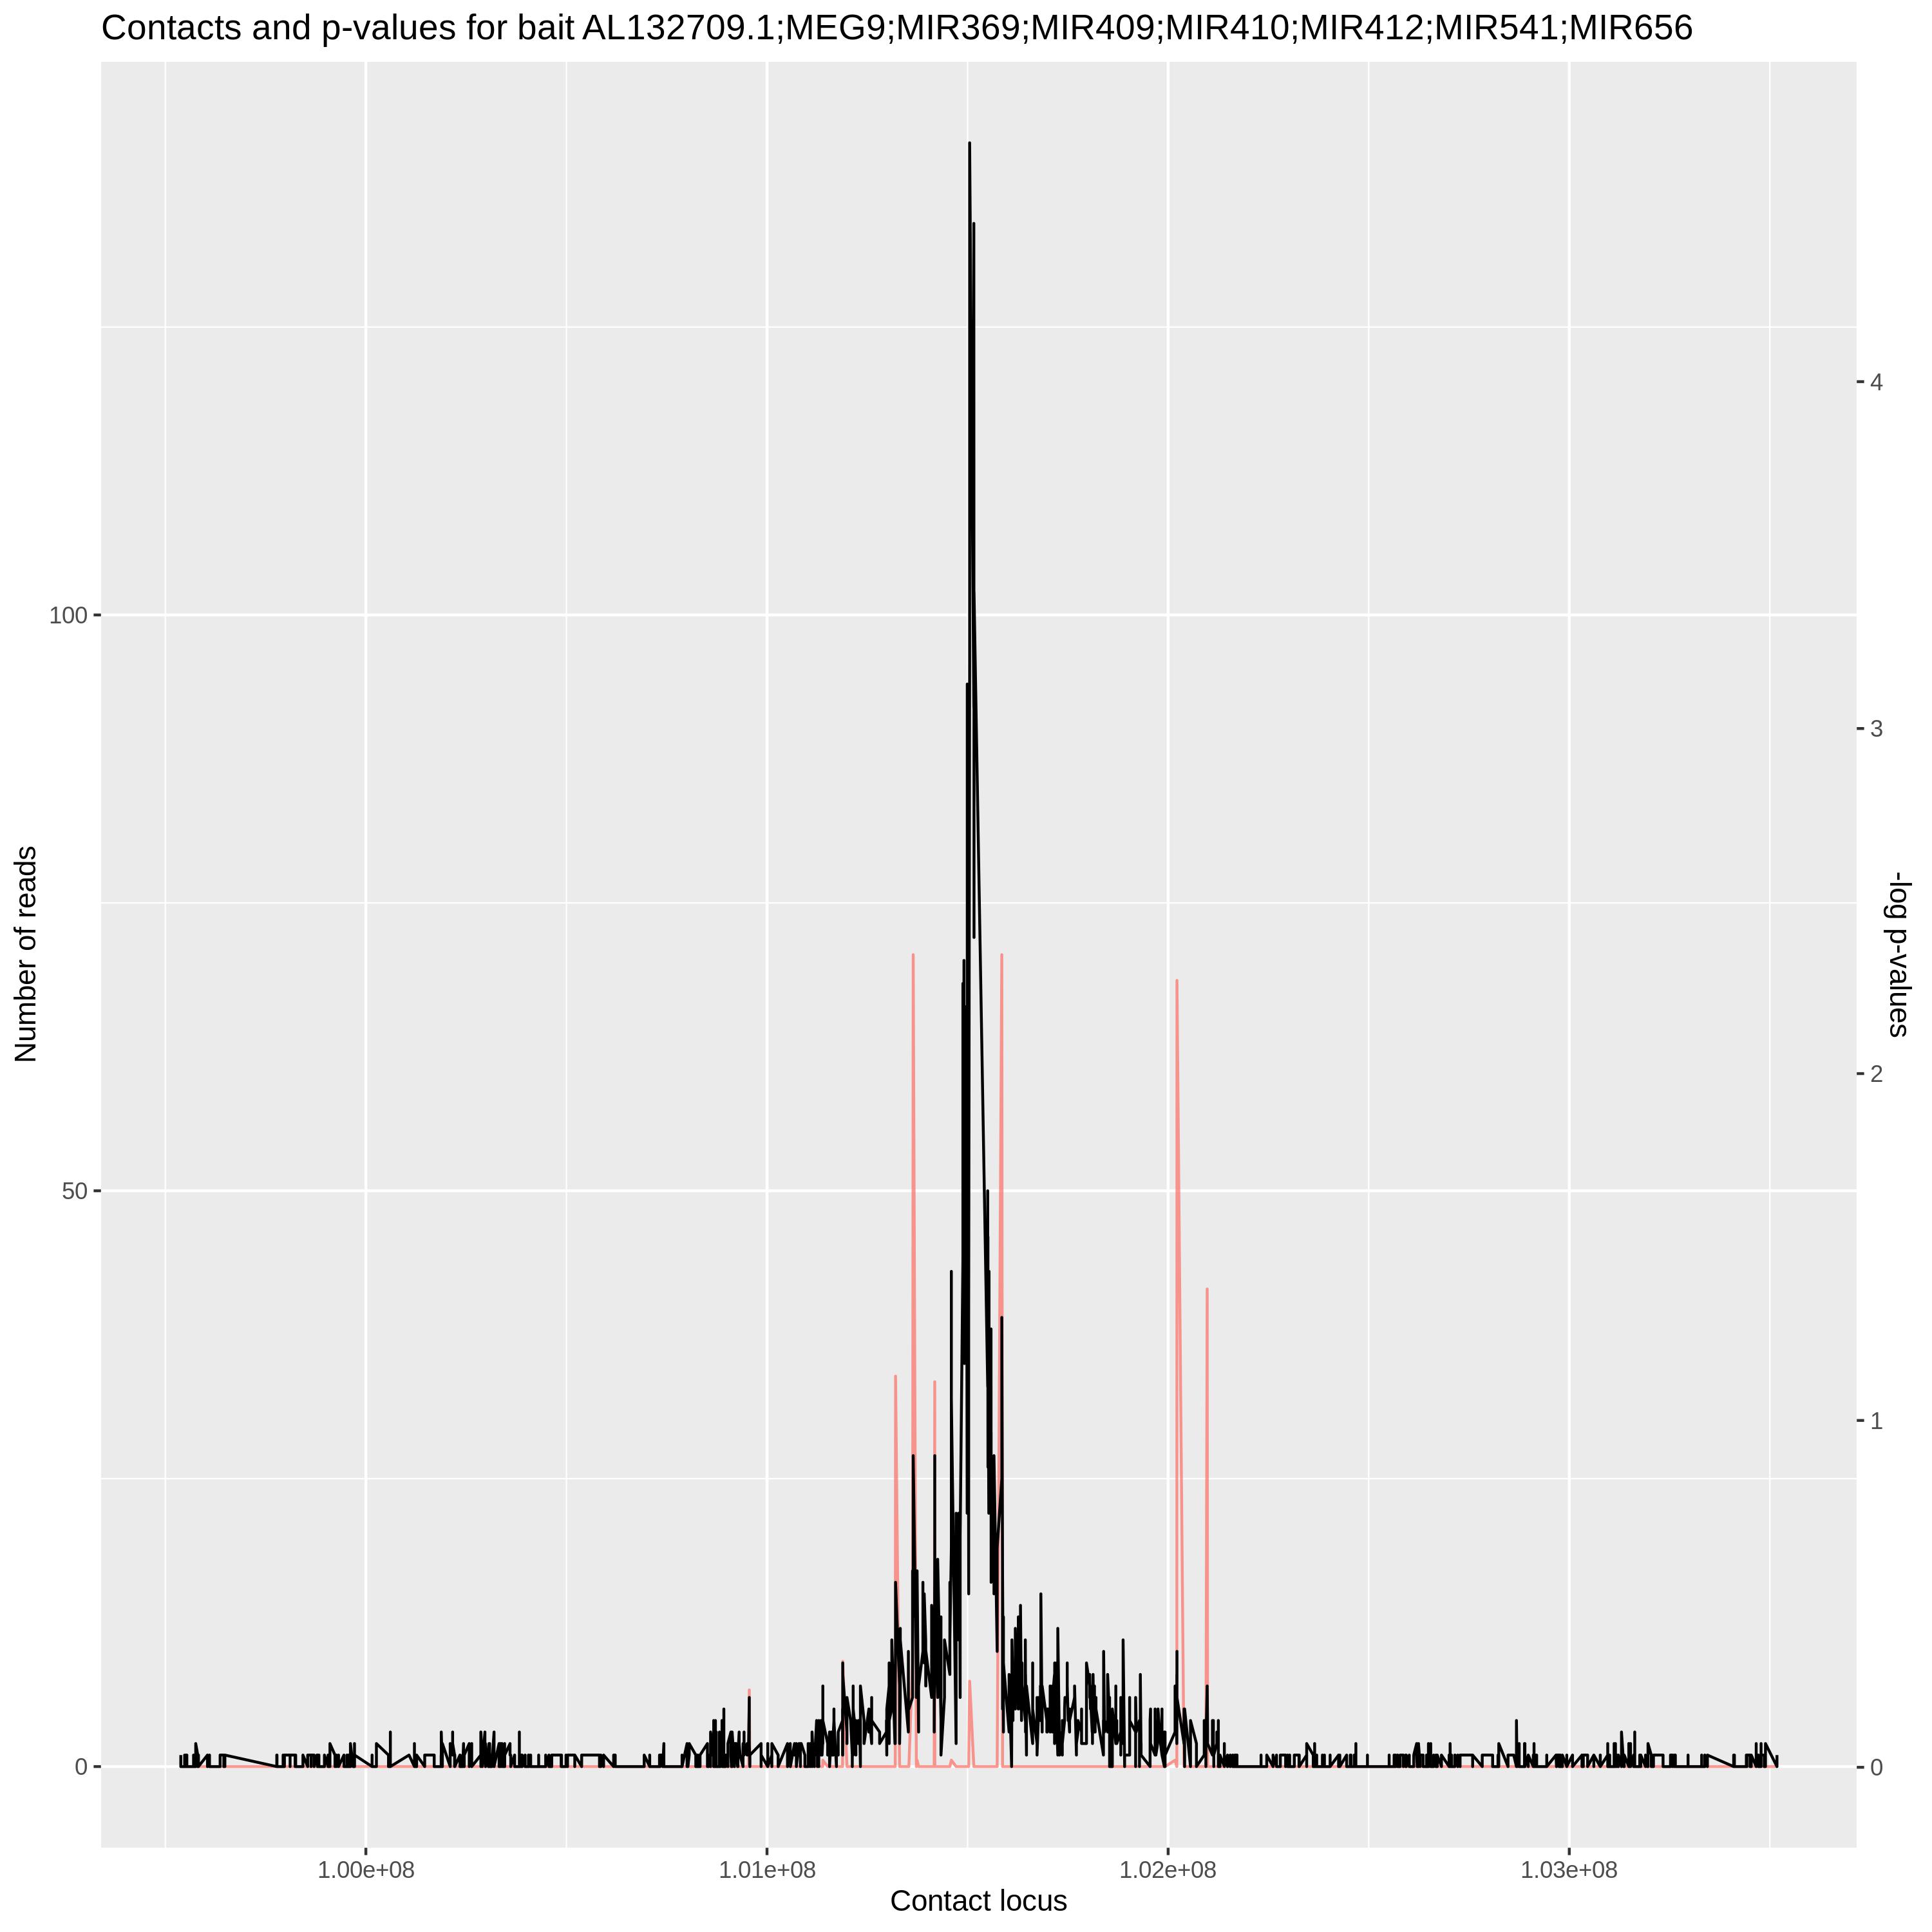 Contacts and p-values for bait AL132709.1;MEG9;MIR369;MIR409;MIR410;MIR412;MIR541;MIR656
Number of reads
100
50
0
4
3
2
1
0
-log p-values
1.00e+08
1.01e+08
1.02e+08
1.03e+08
Contact locus